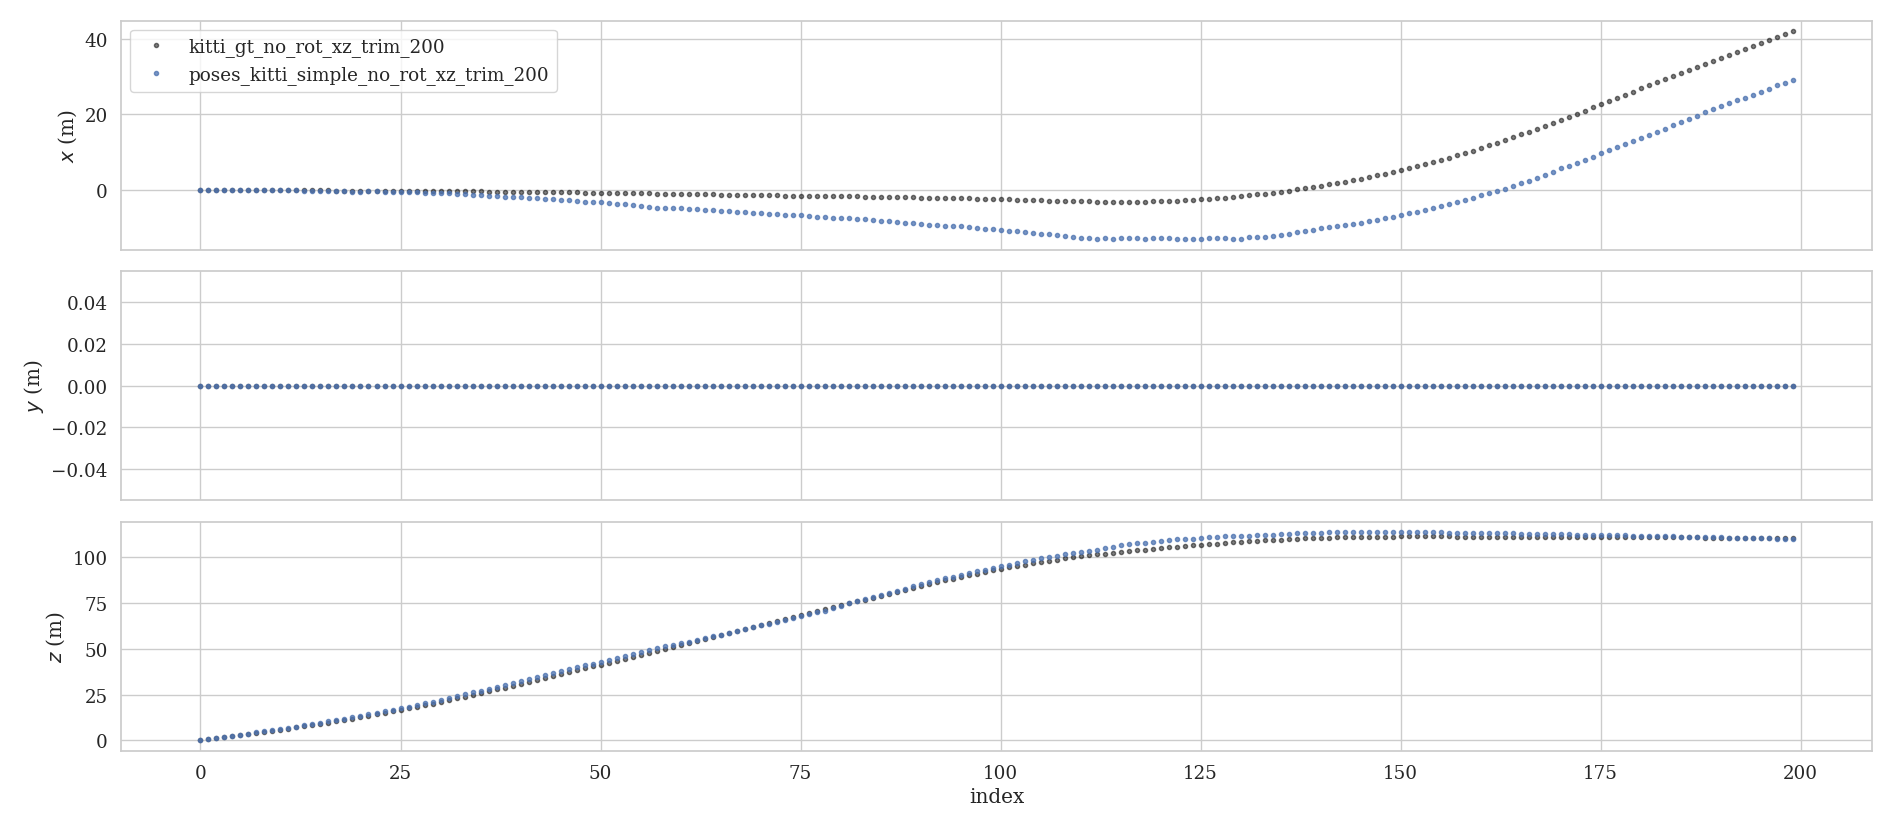 kitti_gt_no_rot_xz_trim_200
poses_kitti_simple_no_rot_xz_trim_200
x (m)
40
20
0
y (m)
0.04
0.02
0.00
−0.02
−0.04
z (m)
100
75
50
25
0
0 25 50 75 100 125 150 175 200
index